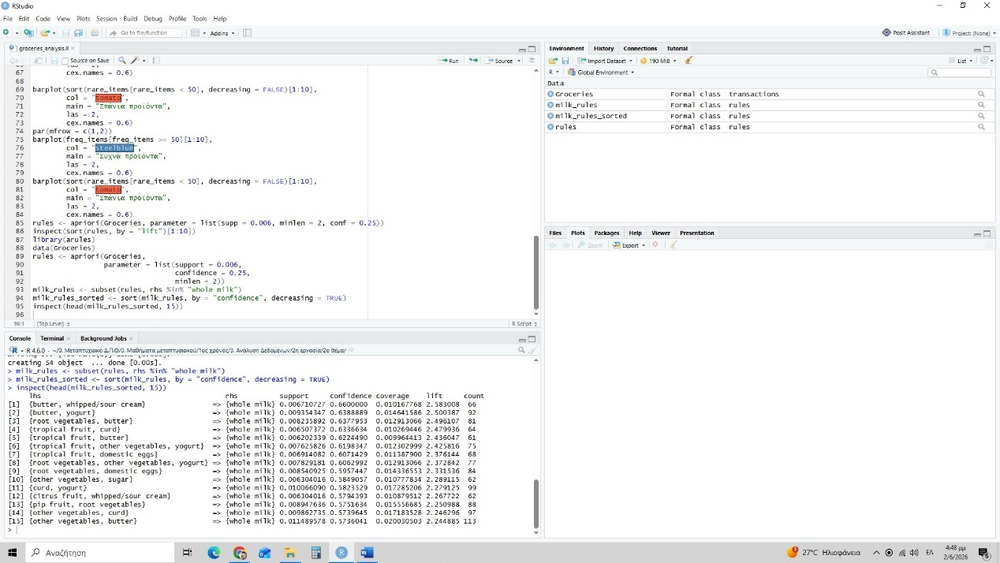 RStudio
File Edit Code View Plots Session Build Debug Profile Tools Help
Go to file/function Addins Posit Assistant Project: (None)
groceries_analysis.R
Source on Save Run Source
67 cex.names = 0.6)
68
69 barplot(sort(rare_items[rare_items < 50], decreasing = FALSE)[1:10],
70 col = "tomato",
71 main = "Σπάνια προϊόντα",
72 las = 2,
73 cex.names = 0.6)
74 par(mfrow = c(1,2))
75 barplot(freq_items[freq_items >= 50][1:10],
76 col = "steelblue",
77 main = "Συχνά προϊόντα",
78 las = 2,
79 cex.names = 0.6)
80 barplot(sort(rare_items[rare_items < 50], decreasing = FALSE)[1:10],
81 col = "tomato",
82 main = "Σπάνια προϊόντα",
83 las = 2,
84 cex.names = 0.6)
85 rules <- apriori(Groceries, parameter = list(supp = 0.006, minlen = 2, conf = 0.25))
86 inspect(sort(rules, by = "lift")[1:10])
87 library(arules)
88 data(Groceries)
89 rules <- apriori(Groceries,
90 parameter = list(support = 0.006,
91 confidence = 0.25,
92 minlen = 2))
93 milk_rules <- subset(rules, rhs %in% "whole milk")
94 milk_rules_sorted <- sort(milk_rules, by = "confidence", decreasing = TRUE)
95 inspect(head(milk_rules_sorted, 15))
96
96:1 (Top Level) R Script
Console Terminal Background Jobs
R 4.6.0 · ~/0. Μεταπτυχιακό Δ.Π.Θ/0. Μαθήματα μεταπτυσιακού/1ος χρόνος/3. Ανάλυση Δεδομένων/2η εργασία/2ο θέμα/
creating S4 object ... done [0.00s].
> milk_rules <- subset(rules, rhs %in% "whole milk")
> milk_rules_sorted <- sort(milk_rules, by = "confidence", decreasing = TRUE)
> inspect(head(milk_rules_sorted, 15))
lhs rhs support confidence coverage lift count
[1] {butter, whipped/sour cream} => {whole milk} 0.006710727 0.6600000 0.010167768 2.583008 66
[2] {butter, yogurt} => {whole milk} 0.009354347 0.6388889 0.014641586 2.500387 92
[3] {root vegetables, butter} => {whole milk} 0.008235892 0.6377953 0.012913066 2.496107 81
[4] {tropical fruit, curd} => {whole milk} 0.006507372 0.6336634 0.010269446 2.479936 64
[5] {tropical fruit, butter} => {whole milk} 0.006202339 0.6224490 0.009964413 2.436047 61
[6] {tropical fruit, other vegetables, yogurt} => {whole milk} 0.007625826 0.6198347 0.012302999 2.425816 75
[7] {tropical fruit, domestic eggs} => {whole milk} 0.006914082 0.6071429 0.011387900 2.376144 68
[8] {root vegetables, other vegetables, yogurt} => {whole milk} 0.007829181 0.6062992 0.012913066 2.372842 77
[9] {root vegetables, domestic eggs} => {whole milk} 0.008540925 0.5957447 0.014336553 2.331536 84
[10] {other vegetables, sugar} => {whole milk} 0.006304016 0.5849057 0.010777834 2.289115 62
[11] {curd, yogurt} => {whole milk} 0.010066090 0.5823529 0.017285206 2.279125 99
[12] {citrus fruit, whipped/sour cream} => {whole milk} 0.006304016 0.5794393 0.010879512 2.267722 62
[13] {pip fruit, root vegetables} => {whole milk} 0.008947636 0.5751634 0.015556685 2.250988 88
[14] {other vegetables, curd} => {whole milk} 0.009862735 0.5739645 0.017183528 2.246296 97
[15] {other vegetables, butter} => {whole milk} 0.011489578 0.5736041 0.020030503 2.244885 113
>
Environment History Connections Tutorial
Import Dataset 190 MiB List
R Global Environment
Data
Groceries Formal class transactions
milk_rules Formal class rules
milk_rules_sorted Formal class rules
rules Formal class rules
Files Plots Packages Help Viewer Presentation
Zoom Export
Αναζήτηση
27°C Ηλιοφάνεια ΕΛ 4:48 μμ
2/6/2026